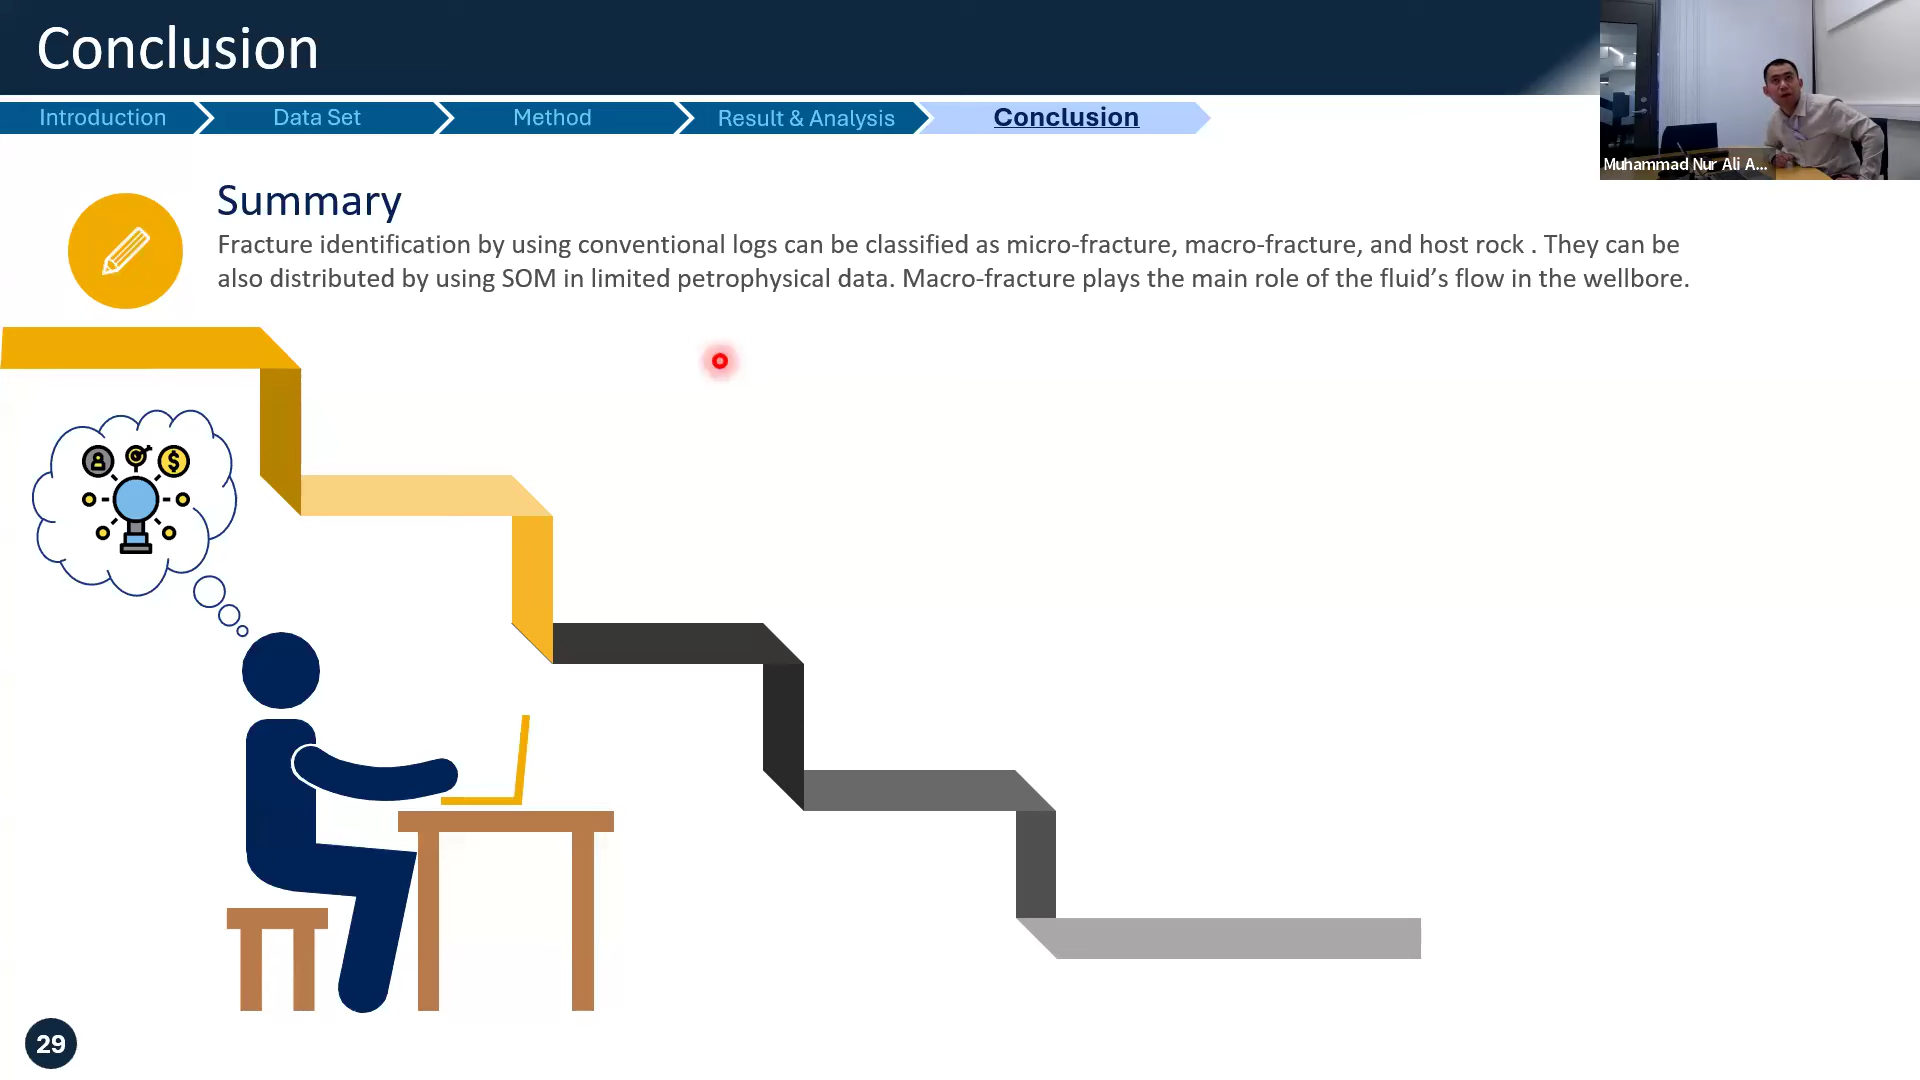 Conclusion
Introduction
Data Set
Method
Result & Analysis
Conclusion
Muhammad Nur Ali A...
Summary
Fracture identification by using conventional logs can be classified as micro-fracture, macro-fracture, and host rock . They can be
also distributed by using SOM in limited petrophysical data. Macro-fracture plays the main role of the fluid’s flow in the wellbore.
$
29